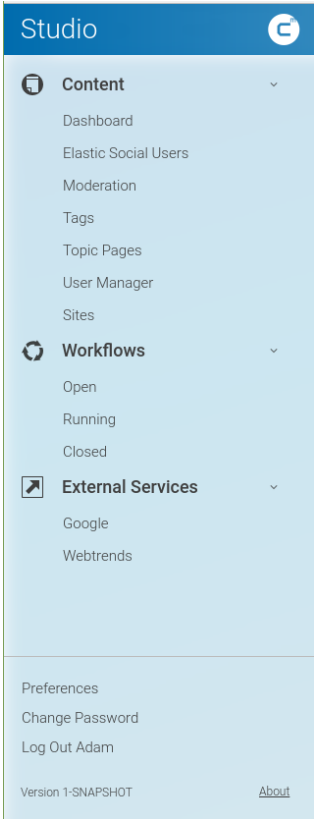 Studio
Content
Dashboard
Elastic Social Users
Moderation
Tags
Topic Pages
User Manager
Sites
Workflows
Open
Running
Closed
External Services
Google
Webtrends
Preferences
Change Password
Log Out Adam
Version 1-SNAPSHOT About